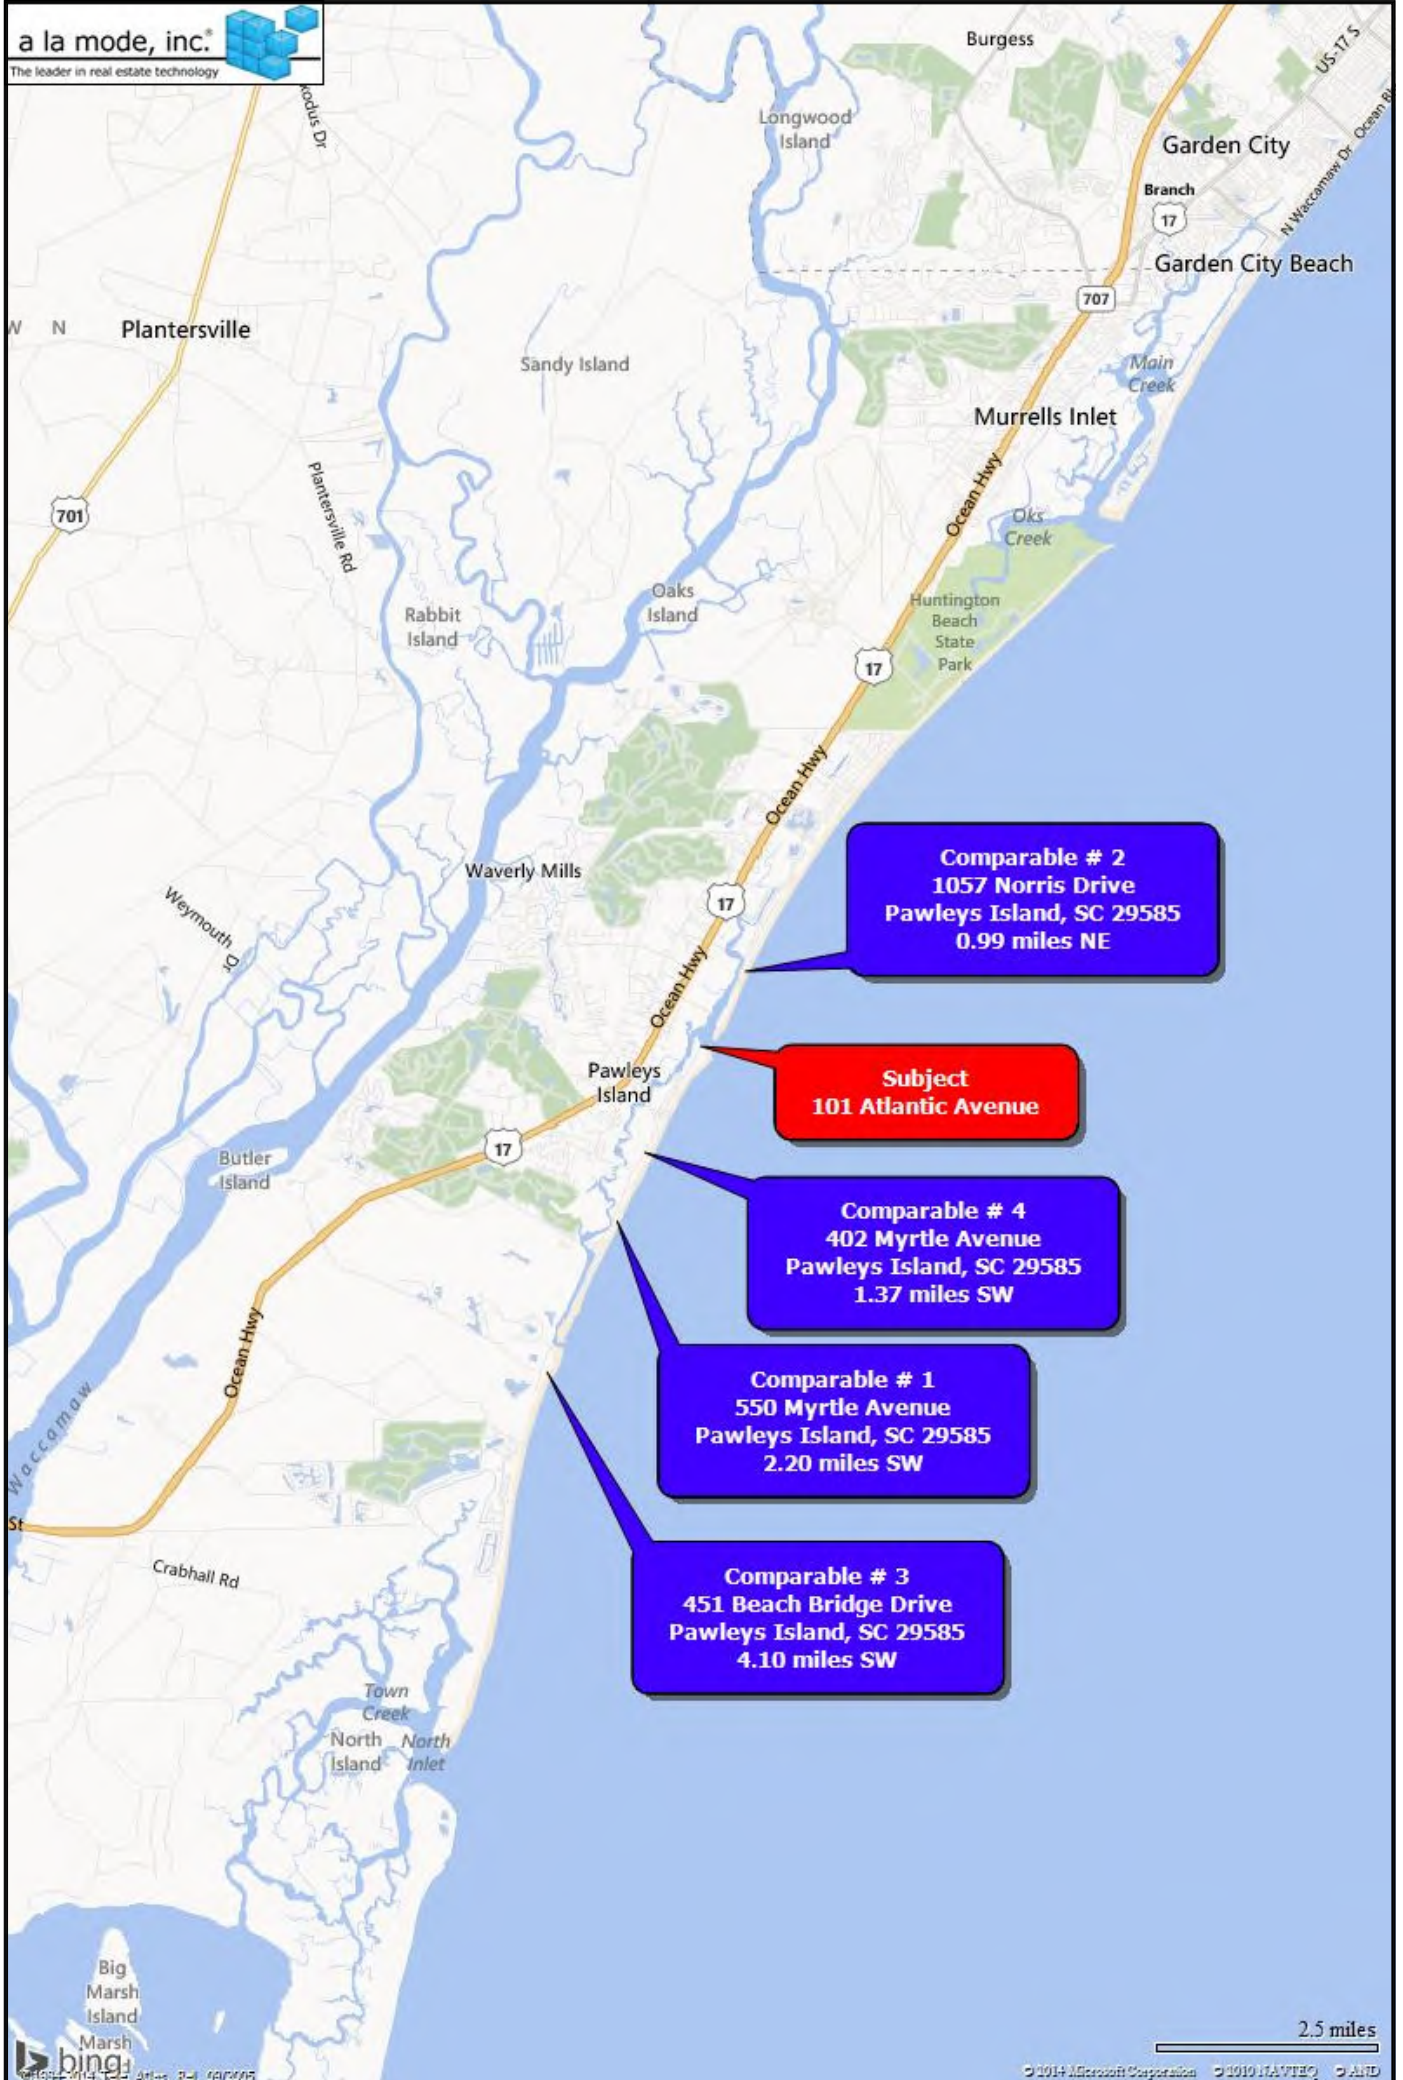 a la mode, inc.
The leader in real estate technology
Burgess
US-17 S
Longwood
Island
Garden City
N Waccamaw Dr
Branch
17
Garden City Beach
707
W N
Plantersville
Sandy Island
Main
Creek
Murrells Inlet
Plantersville Rd
701
Ocean Hwy
Oks
Creek
Oaks
Island
Rabbit
Island
Huntington
Beach
State
Park
17
Ocean Hwy
Comparable # 2
1057 Norris Drive
Pawleys Island, SC 29585
0.99 miles NE
Waverly Mills
17
Weymouth Dr
Ocean Hwy
Subject
101 Atlantic Avenue
Pawleys
Island
17
Butler
Island
Comparable # 4
402 Myrtle Avenue
Pawleys Island, SC 29585
1.37 miles SW
Ocean Hwy
Comparable # 1
550 Myrtle Avenue
Pawleys Island, SC 29585
2.20 miles SW
Waccamaw
St
Crabhall Rd
Comparable # 3
451 Beach Bridge Drive
Pawleys Island, SC 29585
4.10 miles SW
Town
Creek
North
Island
North
Inlet
Big
Marsh
Island
Marsh
bing
2.5 miles
© 2014 Microsoft Corporation © 2010 NAVTEQ © AND